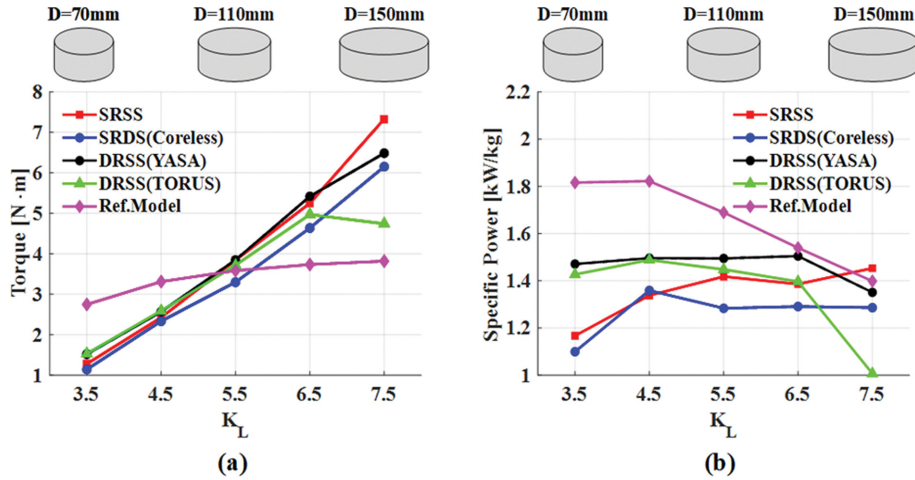 D=70mm D=110mm D=150mm
8
7
6
5
4
3
2
1
Torque [N·m]
SRSS
SRDS(Coreless)
DRSS(YASA)
DRSS(TORUS)
Ref.Model
3.5 4.5 5.5 6.5 7.5
K_L
(a)
D=70mm D=110mm D=150mm
2.2
2
1.8
1.6
1.4
1.2
1
Specific Power [kW/kg]
SRSS
SRDS(Coreless)
DRSS(YASA)
DRSS(TORUS)
Ref.Model
3.5 4.5 5.5 6.5 7.5
K_L
(b)